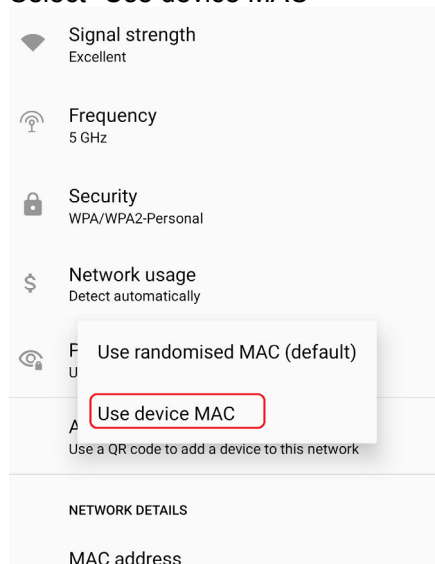 Select "Use device MAC"
Signal strength
Excellent
Frequency
5 GHz
Security
WPA/WPA2-Personal
Network usage
Detect automatically
P
U
Use randomised MAC (default)
Use device MAC
A
Use a QR code to add a device to this network
NETWORK DETAILS
MAC address